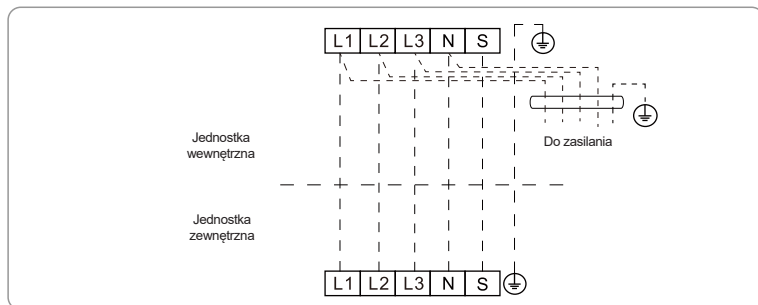 L1 L2 L3 N S
Do zasilania
Jednostka
wewnętrzna
Jednostka
zewnętrzna
L1 L2 L3 N S